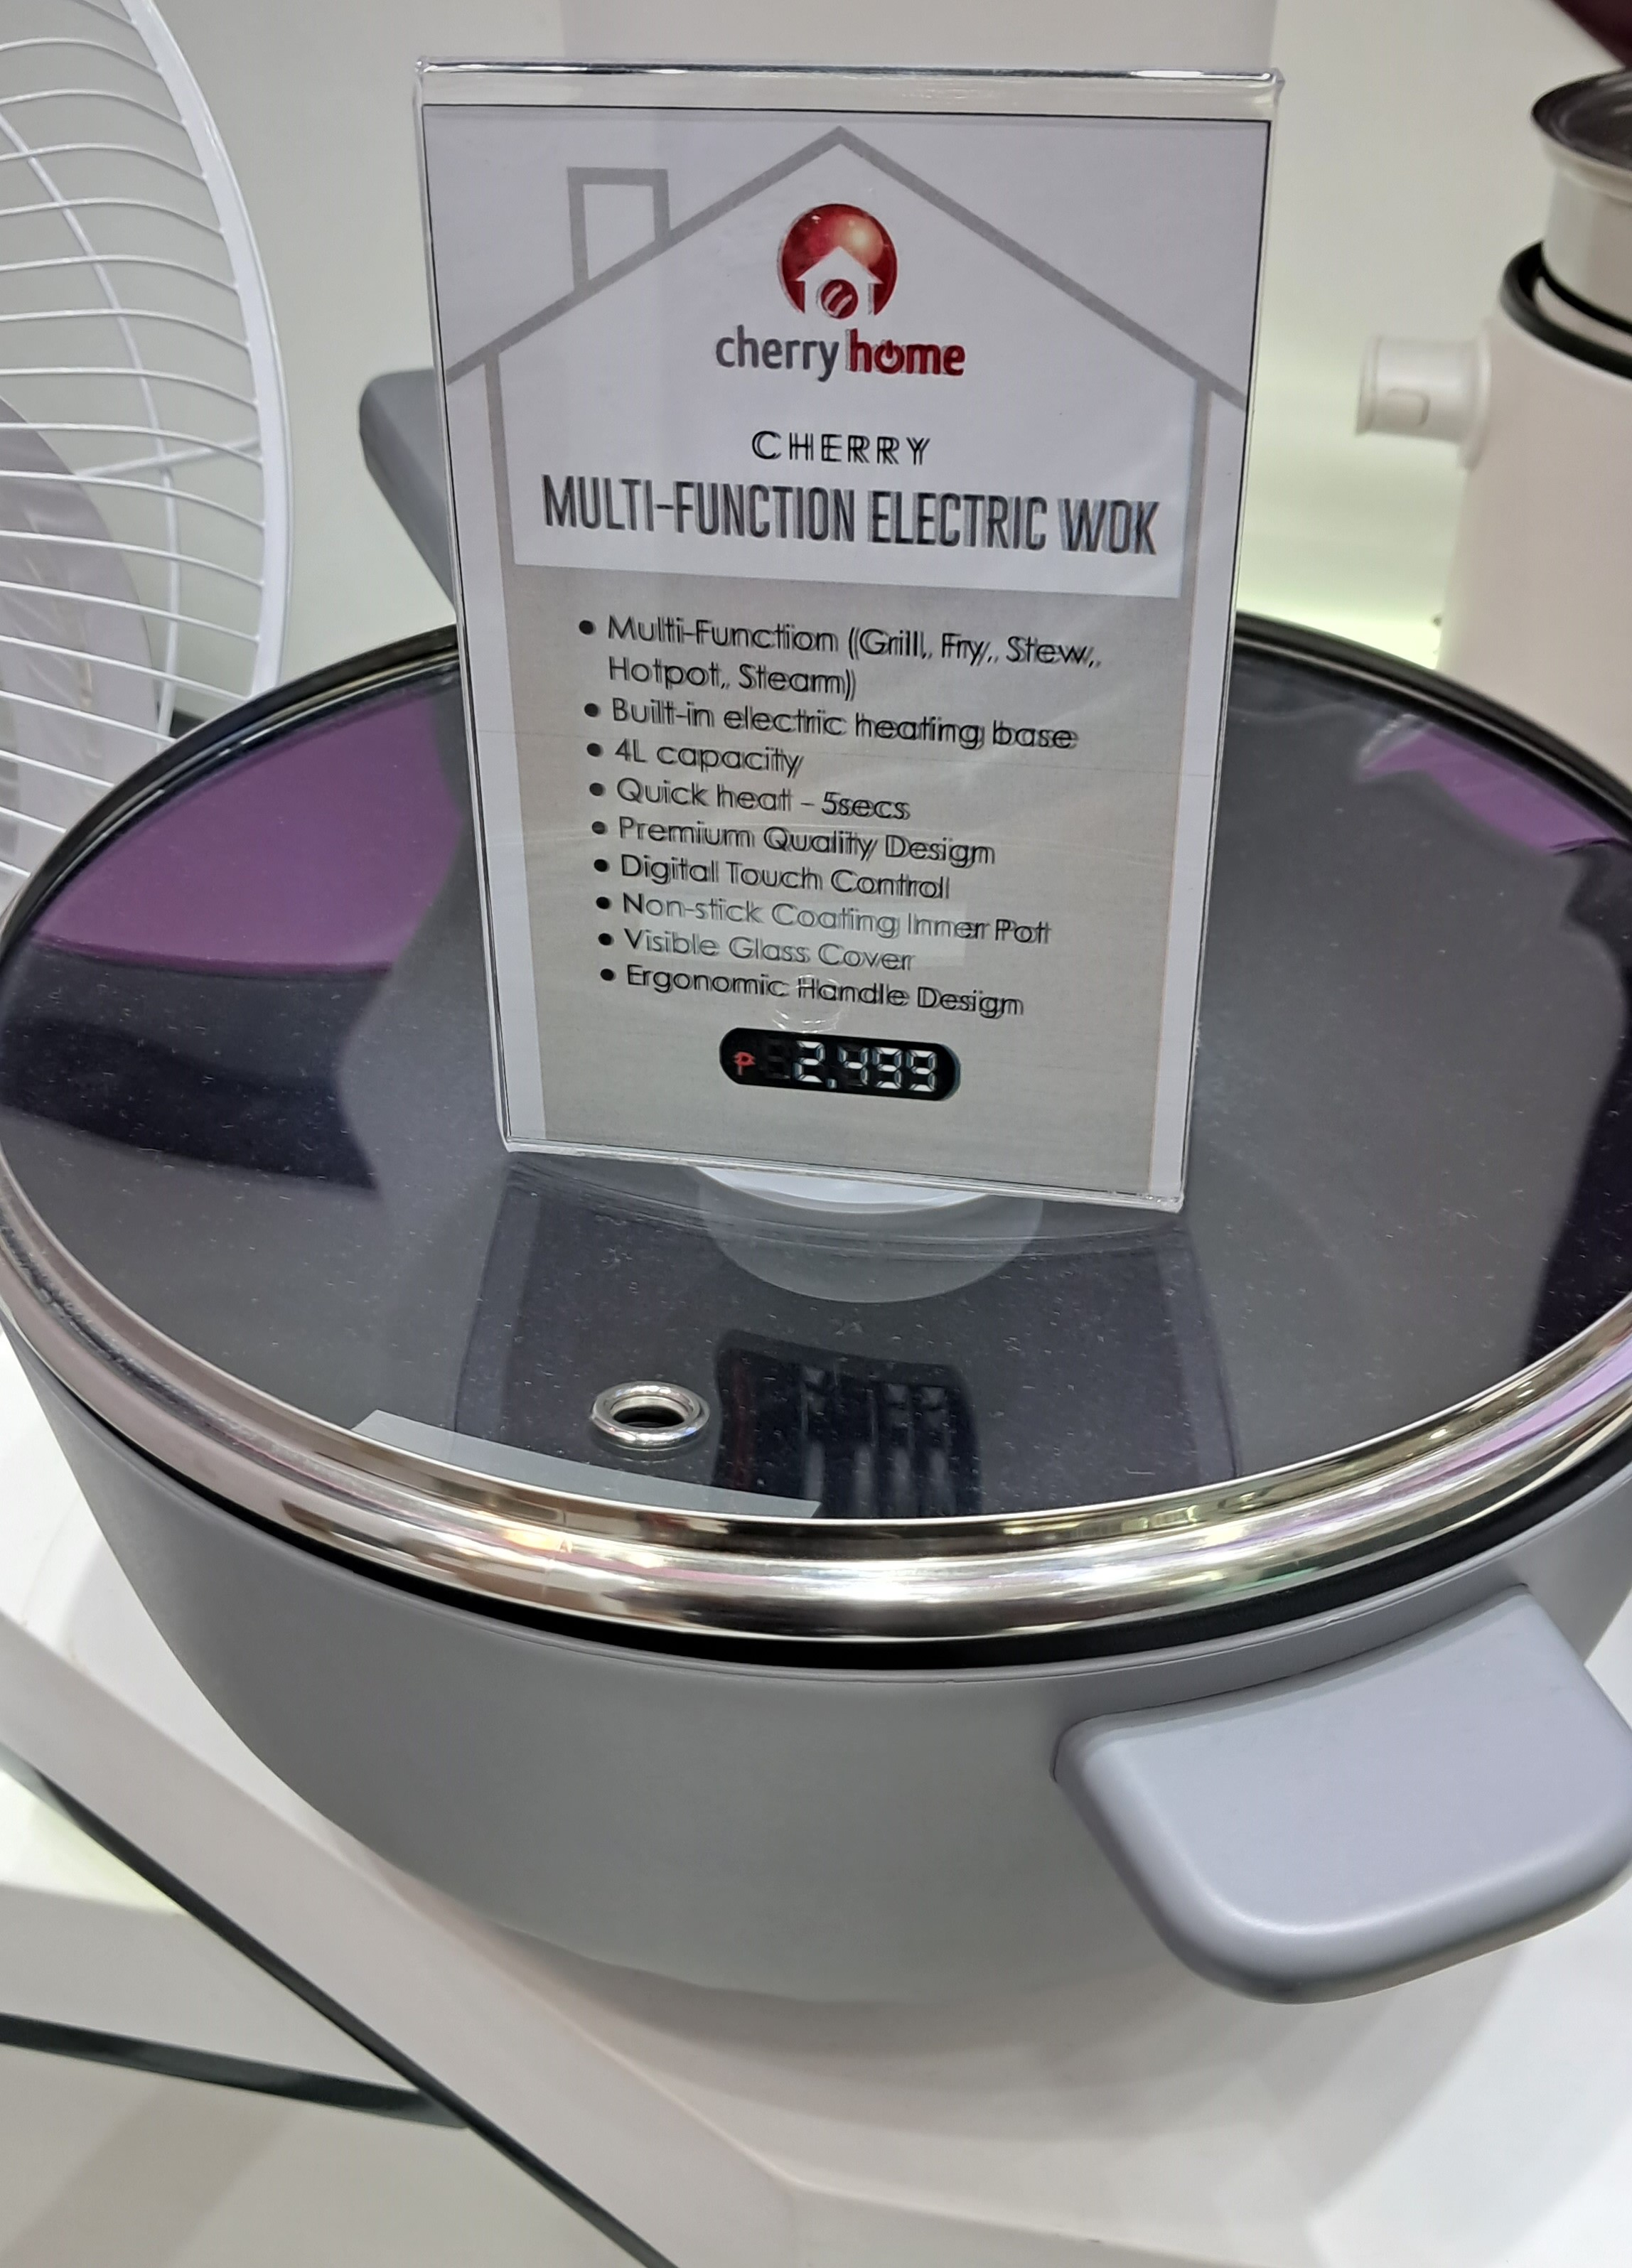 cherry home
CHERRY
MULTI-FUNCTION ELECTRIC WOK
• Multi-Function (Grill, Fry, Stew,
Hotpot, Steam)
• Built-in electric heating base
• 4L capacity
• Quick heat - 5secs
• Premium Quality Design
• Digital Touch Control
• Non-stick Coating Inner Pot
• Visible Glass Cover
• Ergonomic Handle Design
₱ 2,499